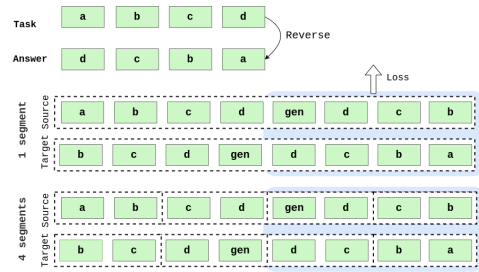 Task a b c d
Reverse
Answer d c b a
Loss
1 segment
Source a b c d gen d c b
Target b c d gen d c b a
4 segments
Source a b c d gen d c b
Target b c d gen d c b a